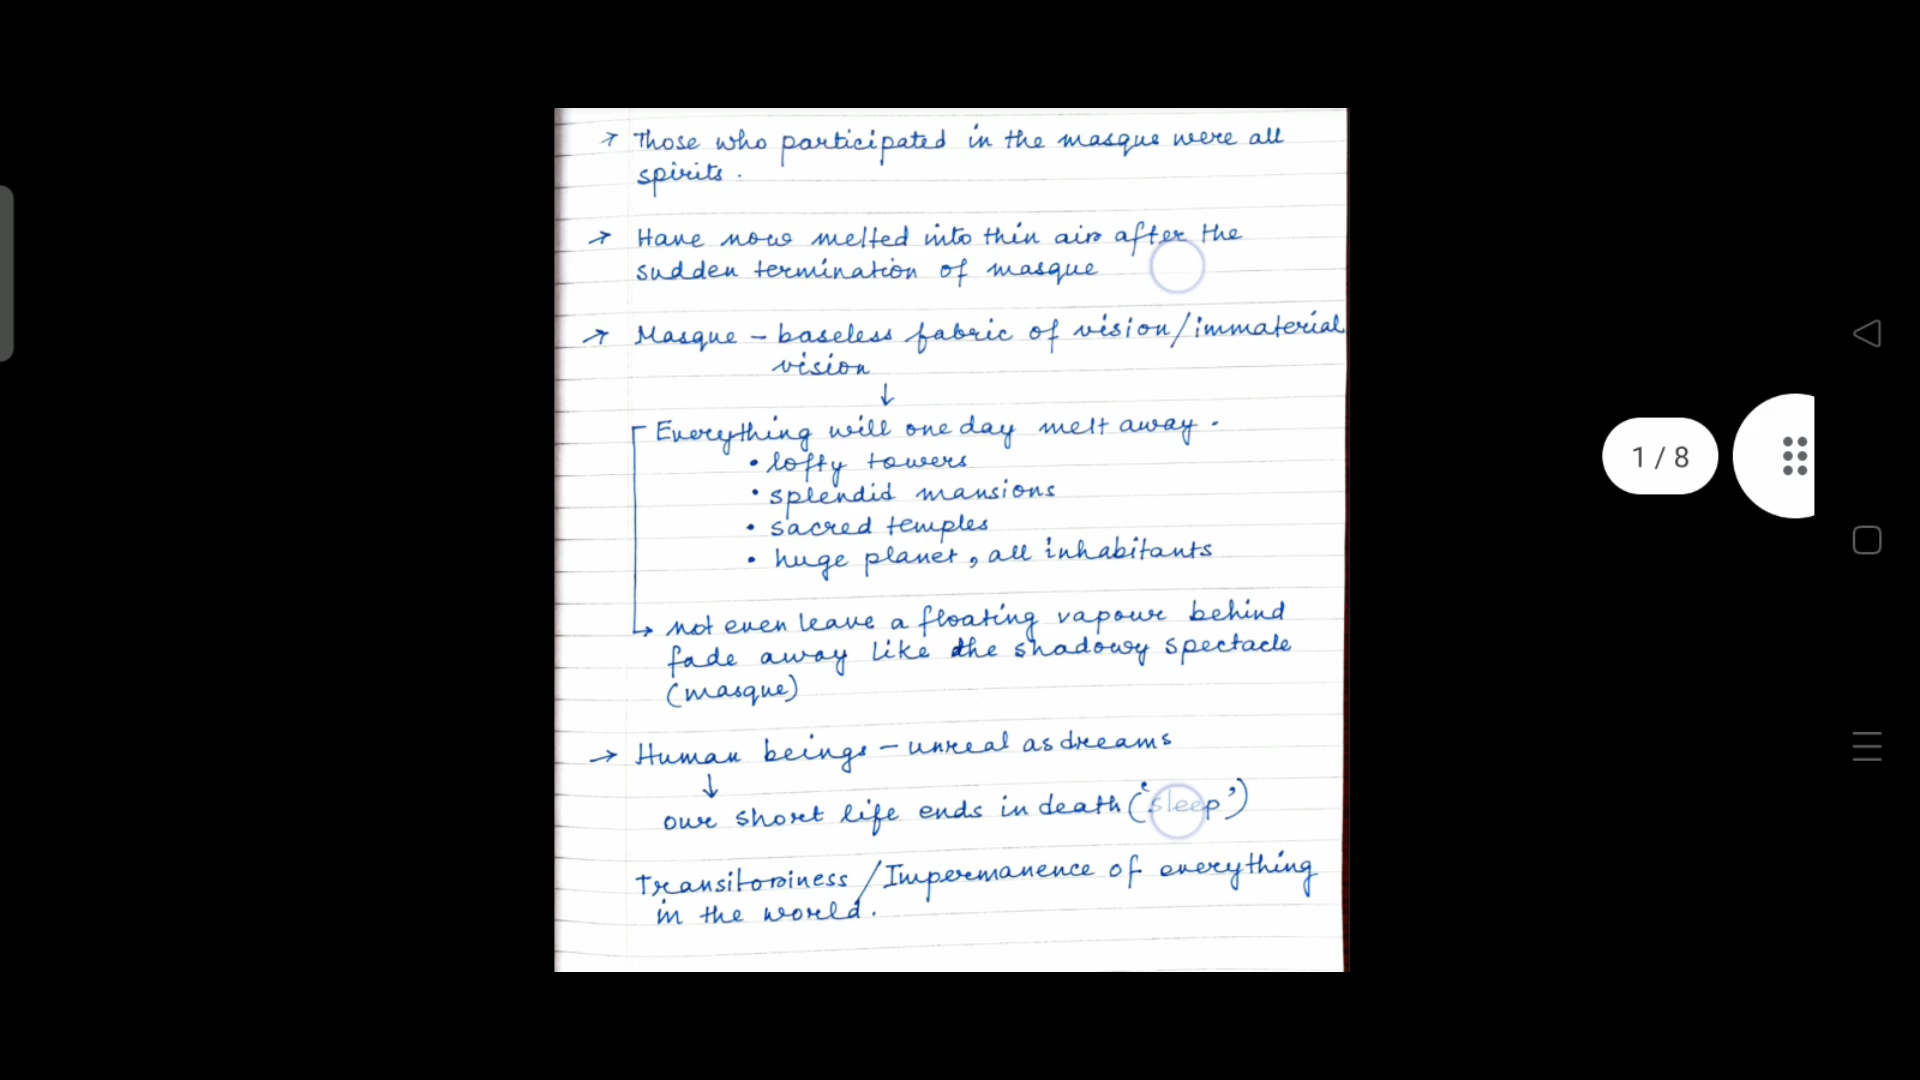 → Those who participated in the masque were all
spirits.
→ Have now melted into thin air after the
sudden termination of masque
→ Masque - baseless fabric of vision/immaterial
vision
↓
Everything will one day melt away.
• lofty towers
• splendid mansions
• sacred temples
• huge planet, all inhabitants
↳ not even leave a floating vapour behind
fade away like the shadowy spectacle
(masque)
→ Human beings - unreal as dreams
↓
our short life ends in death ('sleep')
Transitoriness / Impermanence of everything
in the world.
1 / 8